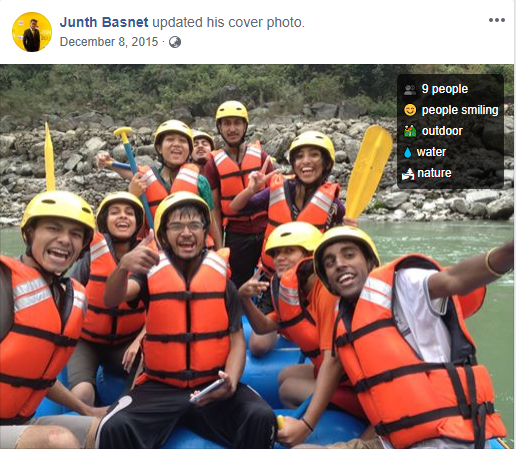 Junth Basnet updated his cover photo.
December 8, 2015 ·
9 people
people smiling
outdoor
water
nature